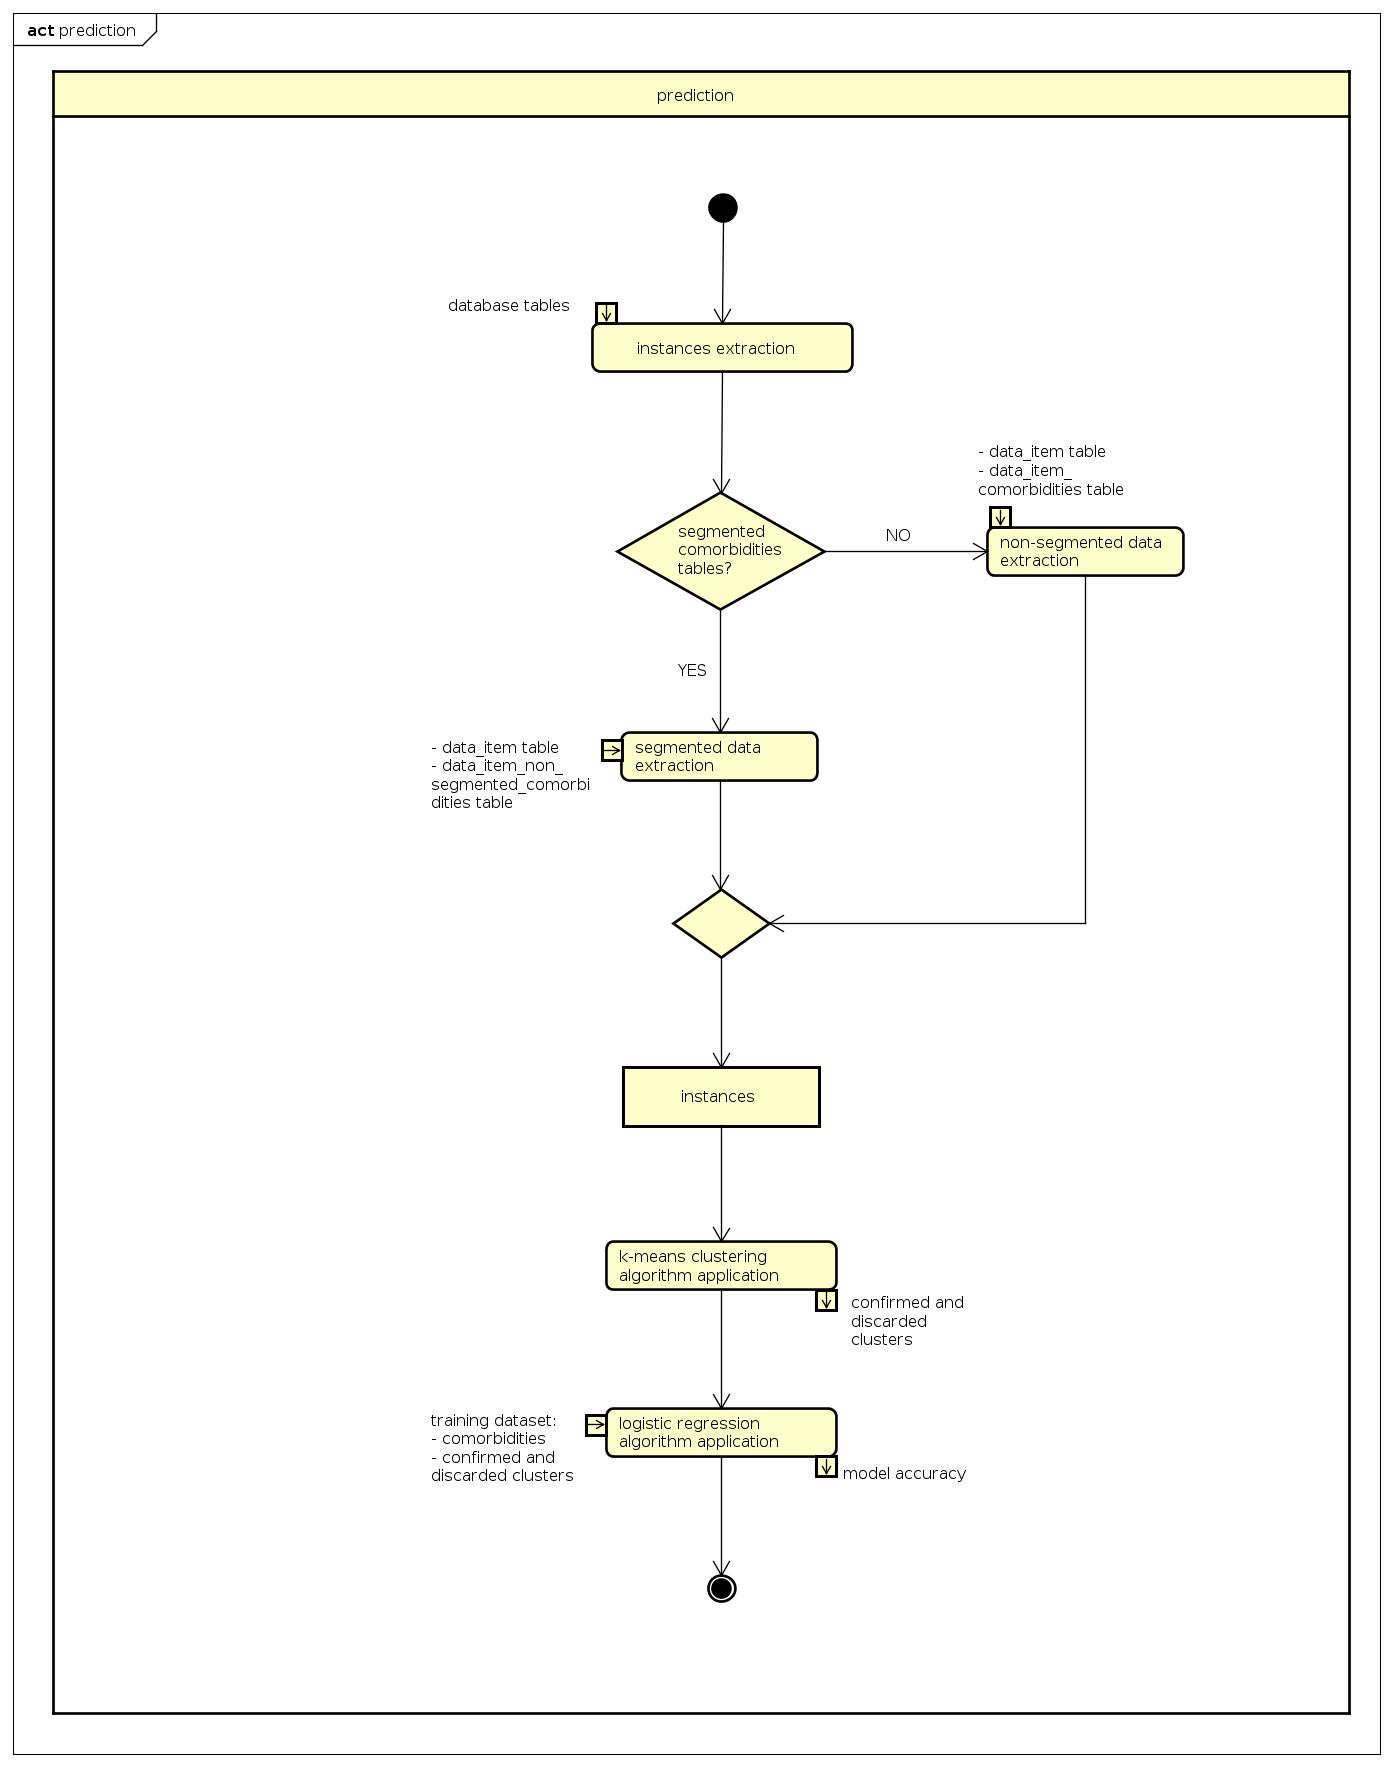 act prediction
prediction
database tables
instances extraction
- data_item table
- data_item_
comorbidities table
segmented
comorbidities
tables?
NO
non-segmented data
extraction
YES
- data_item table
- data_item_non_
segmented_comorbi
dities table
segmented data
extraction
instances
k-means clustering
algorithm application
confirmed and
discarded
clusters
training dataset:
- comorbidities
- confirmed and
discarded clusters
logistic regression
algorithm application
model accuracy